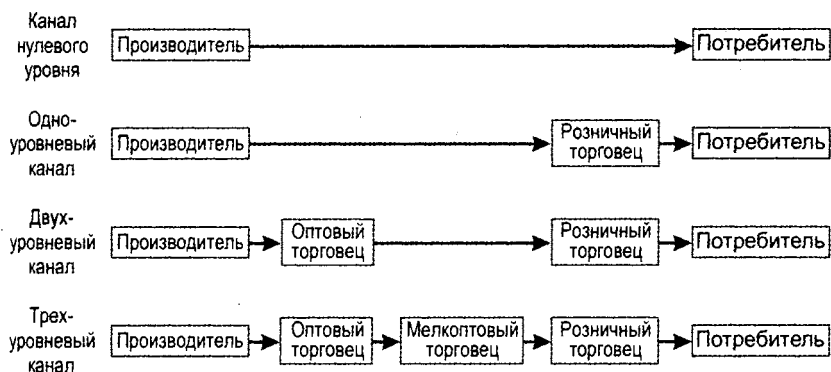 Канал
нулевого
уровня
Производитель
Потребитель
Одно-
уровневый
канал
Производитель
Розничный
торговец
Потребитель
Двух-
уровневый
канал
Производитель
Оптовый
торговец
Розничный
торговец
Потребитель
Трех-
уровневый
канал
Производитель
Оптовый
торговец
Мелкоптовый
торговец
Розничный
торговец
Потребитель